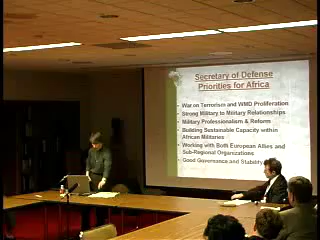 Secretary of Defense
Priorities for Africa
• War on Terrorism and WMD Proliferation
• Strong Military to Military Relationships
• Military Professionalism & Reform
• Building Sustainable Capacity within
African Militaries
• Working with Both European Allies and
Sub-Regional Organizations
• Good Governance and Stability